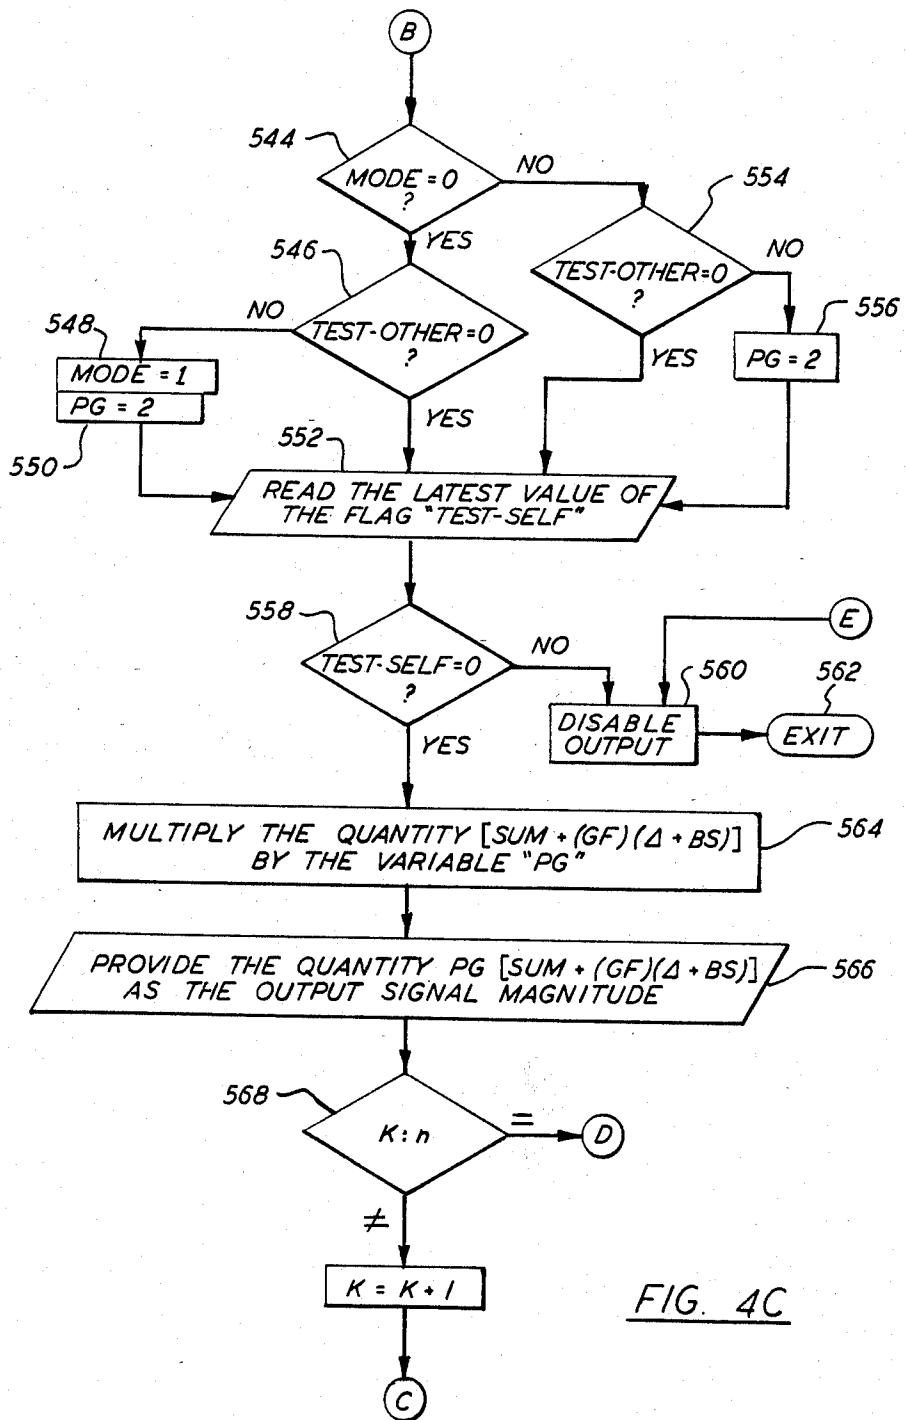 B
544
MODE = 0
?
NO
YES
554
546
TEST-OTHER=0
?
NO
YES
TEST-OTHER=0
?
NO
YES
556
PG = 2
548
MODE = 1
PG = 2
550
552
READ THE LATEST VALUE OF
THE FLAG "TEST-SELF"
558
TEST-SELF=0
?
NO
YES
E
560
DISABLE
OUTPUT
562
EXIT
MULTIPLY THE QUANTITY [SUM + (GF)(Δ + BS)]
BY THE VARIABLE "PG"
564
PROVIDE THE QUANTITY PG [SUM + (GF)(Δ + BS)]
AS THE OUTPUT SIGNAL MAGNITUDE
566
568
K : n
=
D
≠
K = K + 1
FIG. 4C
C